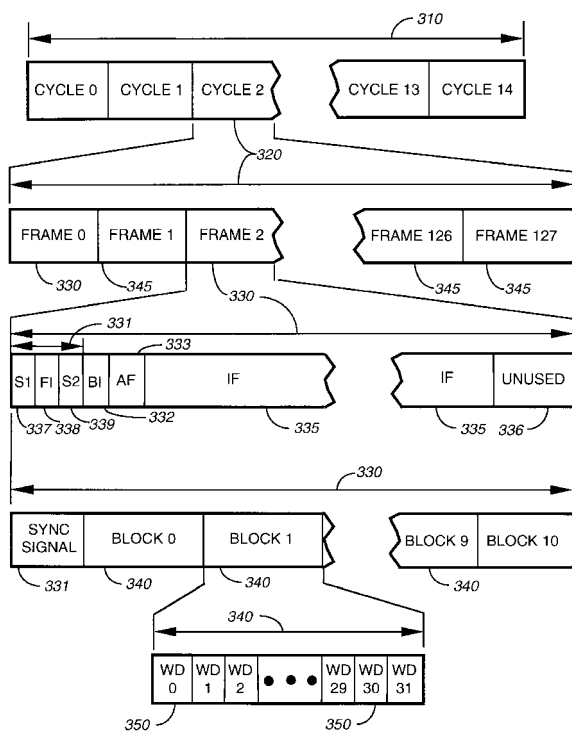 310
CYCLE 0 CYCLE 1 CYCLE 2 CYCLE 13 CYCLE 14
320
FRAME 0 FRAME 1 FRAME 2 FRAME 126 FRAME 127
330 345 330 345 345
331 333
S1 FI S2 BI AF IF IF UNUSED
337 338 339 332 335 335 336
330
SYNC SIGNAL BLOCK 0 BLOCK 1 BLOCK 9 BLOCK 10
331 340 340 340
340
WD 0 WD 1 WD 2 WD 29 WD 30 WD 31
350 350